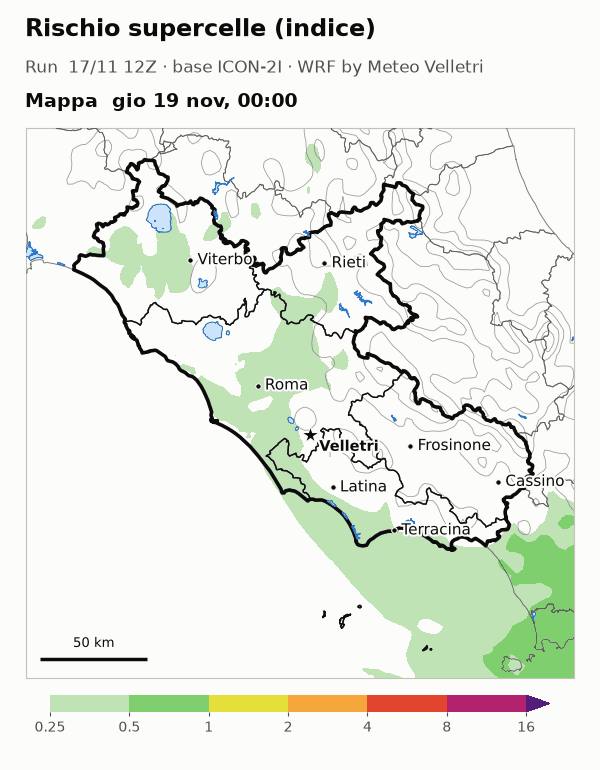 Rischio supercelle (indice)
Run  17/11 12Z · base ICON-2I · WRF by Meteo Velletri
Mappa  gio 19 nov, 00:00
Viterbo
Rieti
Roma
Velletri
Frosinone
Cassino
Latina
Terracina
50 km
0.25 0.5 1 2 4 8 16